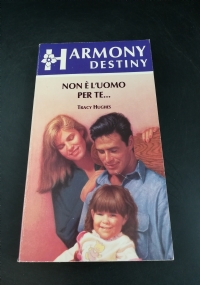 HARMONY
DESTINY
NON È L'UOMO
PER TE...
TRACY HUGHES